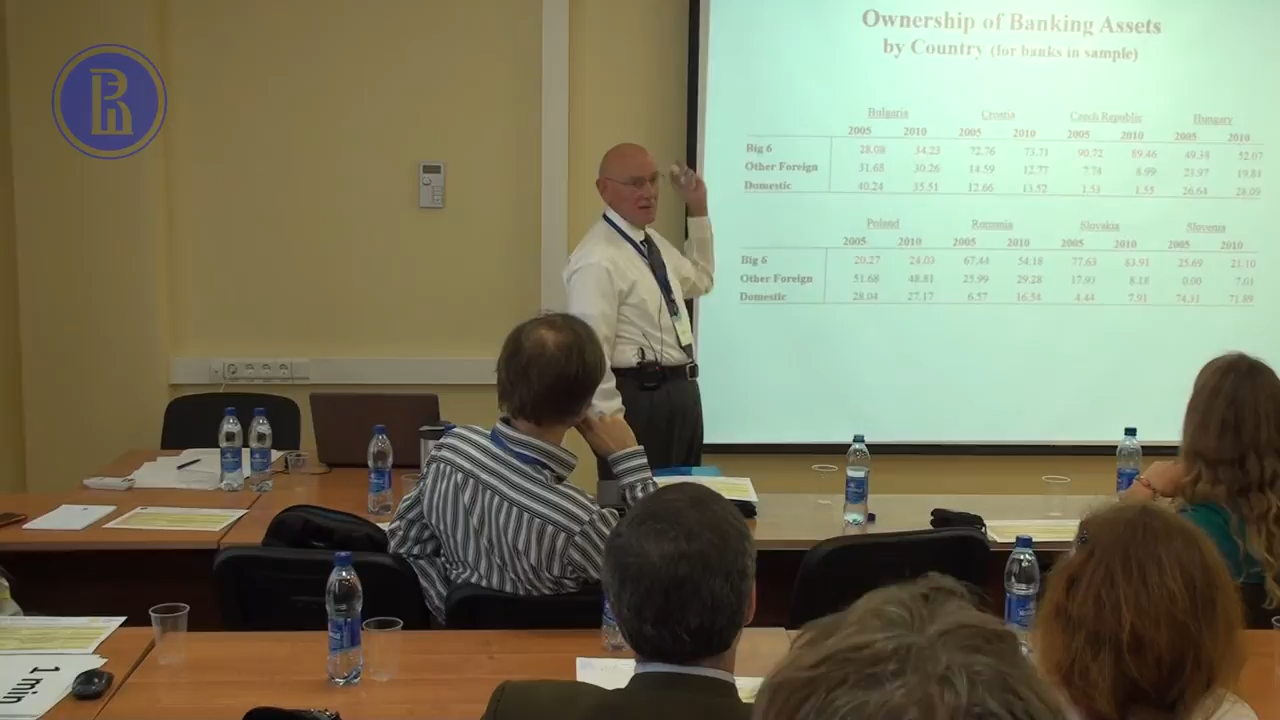 Ownership of Banking Assets
by Country (for banks in sample)
Bulgaria Croatia Czech Republic Hungary
2005 2010 2005 2010 2005 2010 2005 2010
Big 6 28.08 34.23 72.76 73.71 90.72 89.46 49.38 52.07
Other Foreign 31.68 30.26 14.59 12.77 7.74 8.99 23.97 19.84
Domestic 40.24 35.51 12.66 13.52 1.53 1.55 26.64 28.09
Poland Romania Slovakia Slovenia
2005 2010 2005 2010 2005 2010 2005 2010
Big 6 20.27 24.03 67.44 54.18 77.63 83.91 25.69 21.10
Other Foreign 51.68 48.81 25.99 29.28 17.93 8.18 0.00 7.01
Domestic 28.04 27.17 6.57 16.54 4.44 7.91 74.31 71.89
1 min